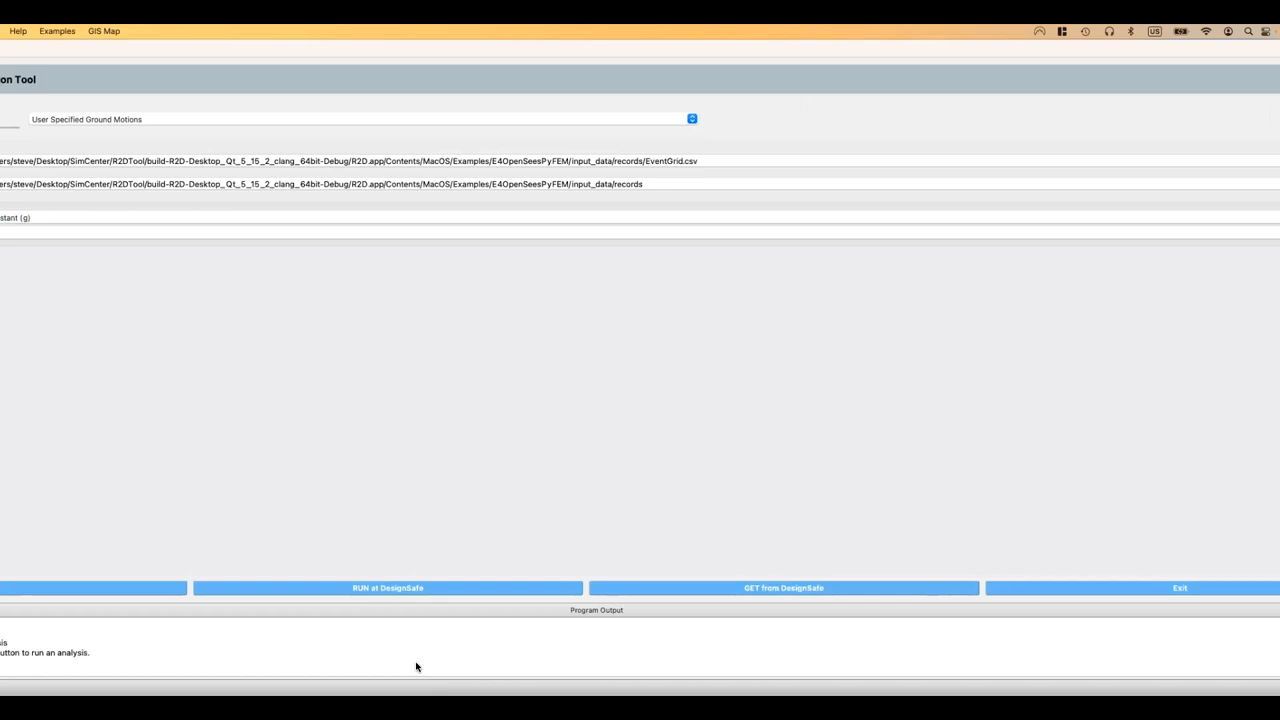 Help Examples GIS Map US
on Tool
User Specified Ground Motions
ers/steve/Desktop/SimCenter/R2DTool/build-R2D-Desktop_Qt_5_15_2_clang_64bit-Debug/R2D.app/Contents/MacOS/Examples/E4OpenSeesPyFEM/input_data/records/EventGrid.csv
ers/steve/Desktop/SimCenter/R2DTool/build-R2D-Desktop_Qt_5_15_2_clang_64bit-Debug/R2D.app/Contents/MacOS/Examples/E4OpenSeesPyFEM/input_data/records
stant (g)
RUN at DesignSafe GET from DesignSafe Exit
Program Output
is
utton to run an analysis.